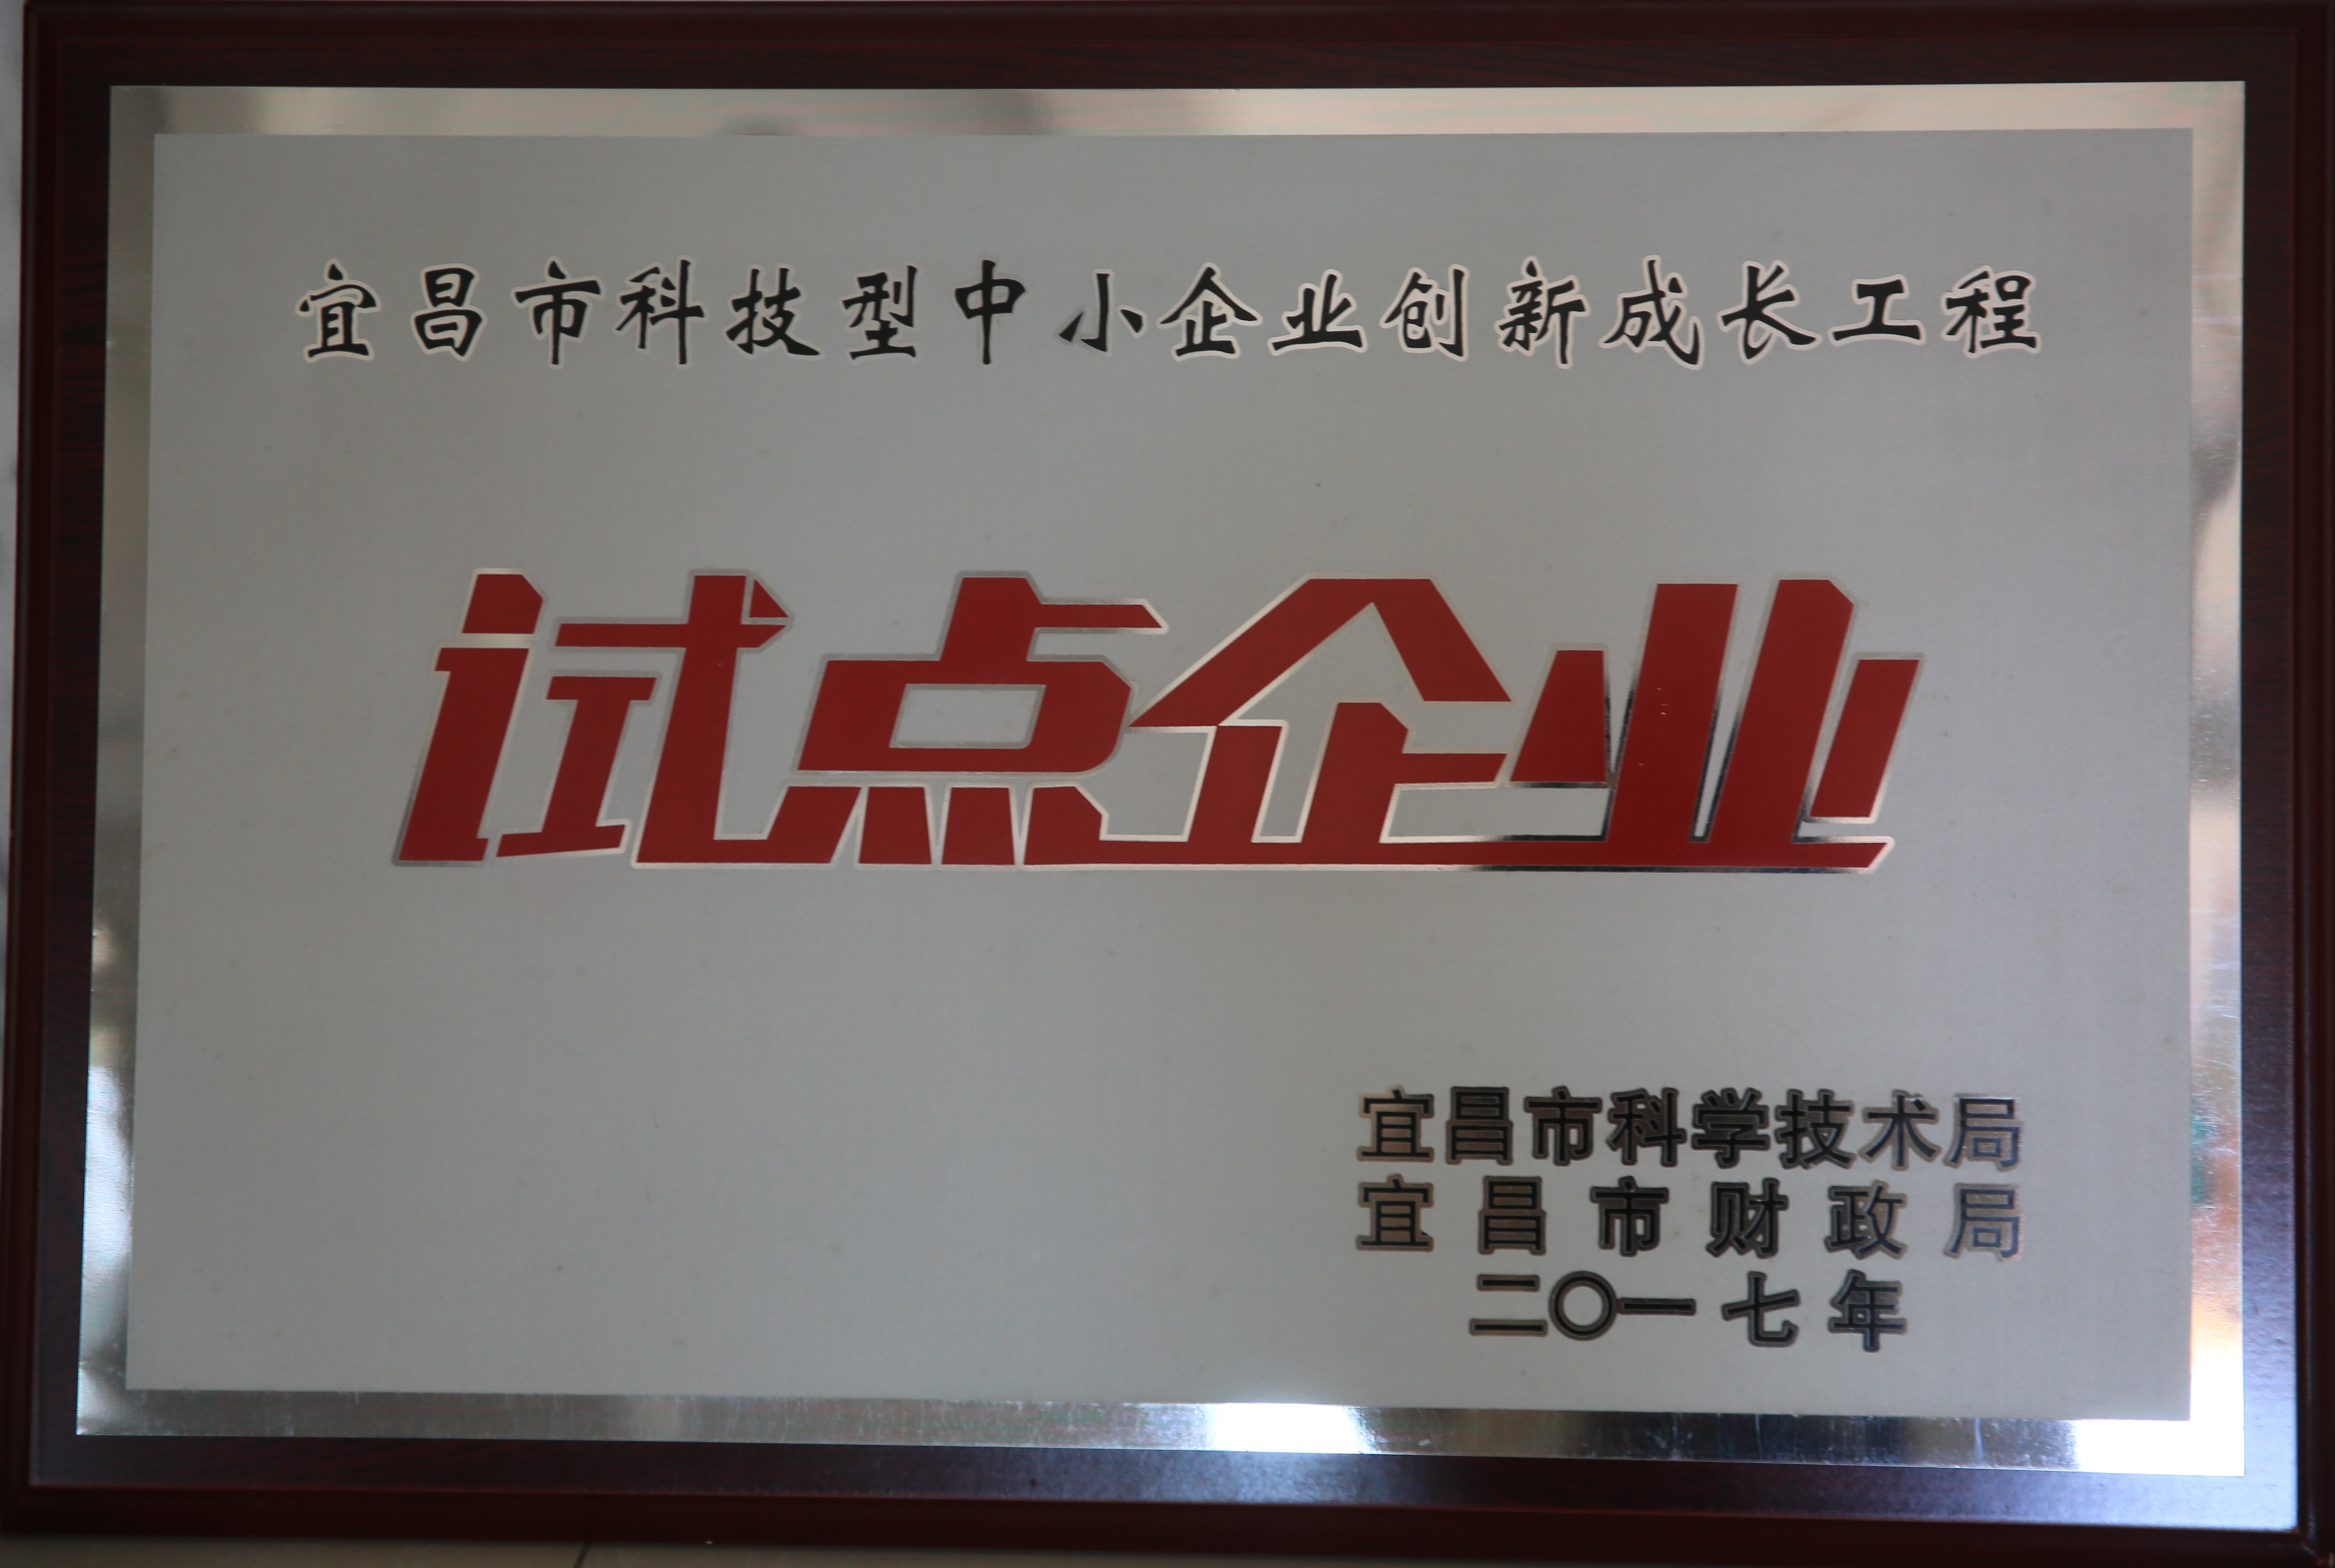 宜昌市科技型中小企业创新成长工程
试点企业
宜昌市科学技术局
宜昌市财政局
二〇一七年